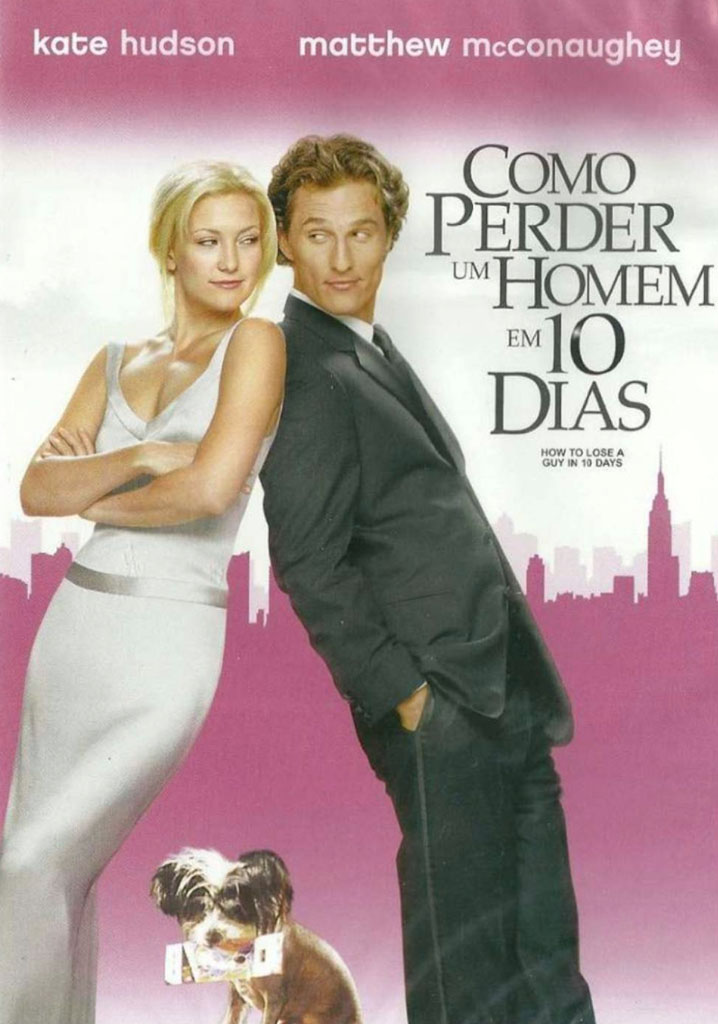 kate hudson matthew mcconaughey
COMO
PERDER
UM HOMEM
EM 10
DIAS
HOW TO LOSE A
GUY IN 10 DAYS